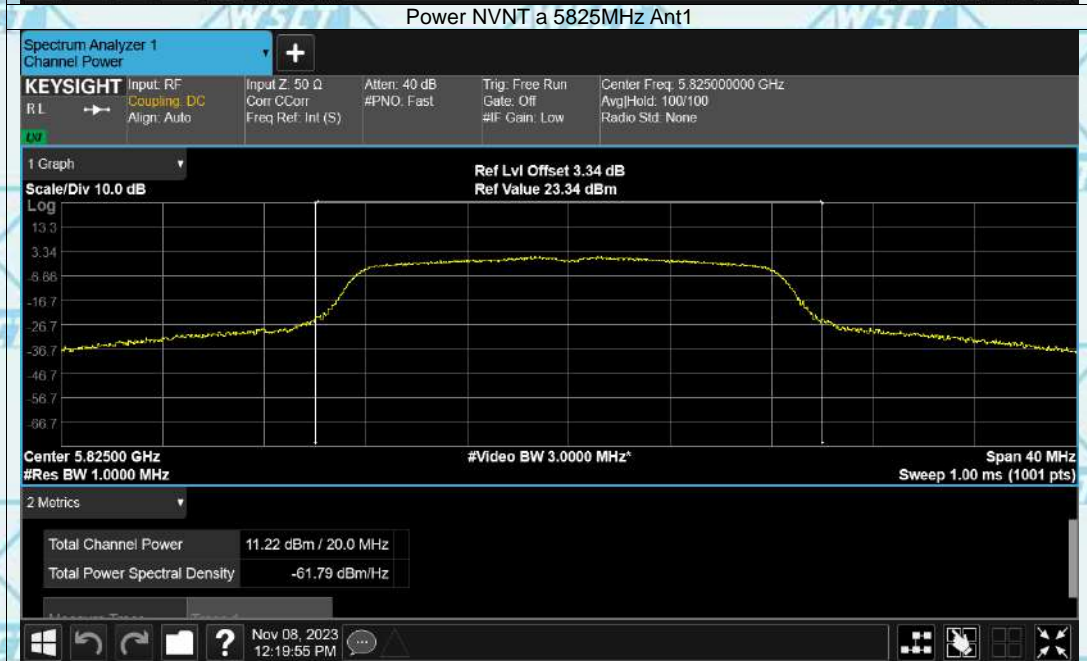 Power NVNT a 5825MHz Ant1
Spectrum Analyzer 1
Channel Power
KEYSIGHT
RL
LXI
Input: RF
Coupling: DC
Align: Auto
Input Z: 50 Ω
Corr CCorr
Freq Ref: Int (S)
Atten: 40 dB
#PNO: Fast
Trig: Free Run
Gate: Off
#IF Gain: Low
Center Freq: 5.825000000 GHz
Avg|Hold: 100/100
Radio Std: None
1 Graph
Scale/Div 10.0 dB
Ref Lvl Offset 3.34 dB
Ref Value 23.34 dBm
Log
13.3
3.34
-6.66
-16.7
-26.7
-36.7
-46.7
-56.7
-66.7
Center 5.82500 GHz
#Res BW 1.0000 MHz
#Video BW 3.0000 MHz*
Span 40 MHz
Sweep 1.00 ms (1001 pts)
2 Metrics
Total Channel Power 11.22 dBm / 20.0 MHz
Total Power Spectral Density -61.79 dBm/Hz
Nov 08, 2023
12:19:55 PM